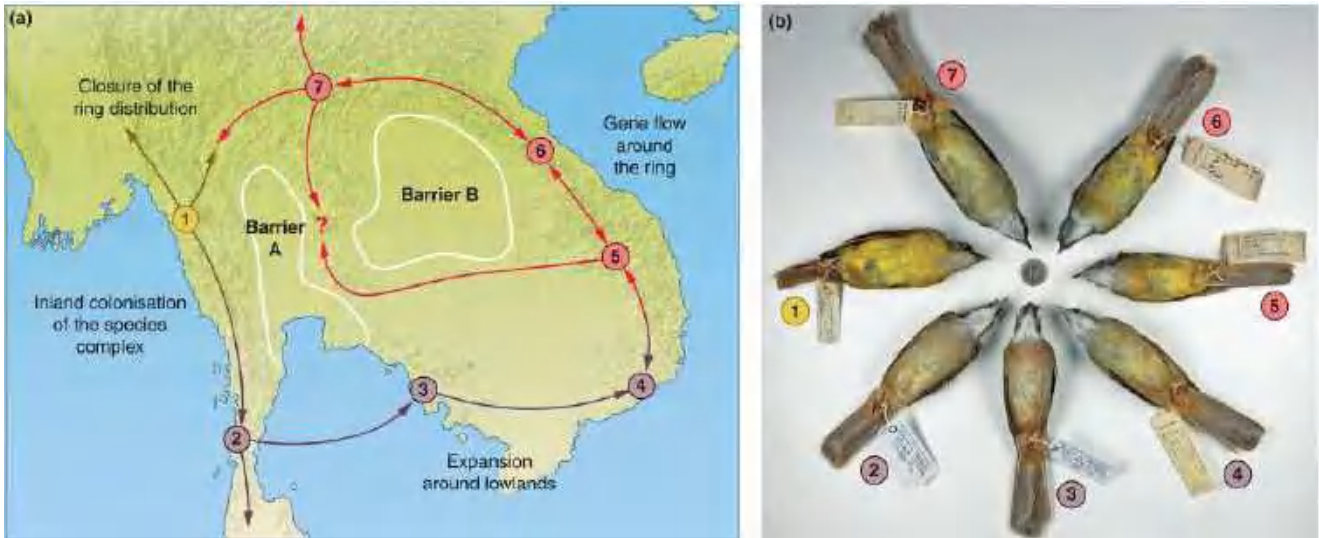 (a)
Closure of the
ring distribution
7
Gene flow
around
the ring
6
Barrier B
1
Barrier
A
?
5
Inland colonisation
of the species
complex
3
4
2
Expansion
around lowlands
(b)
7
6
1
5
2
4
3